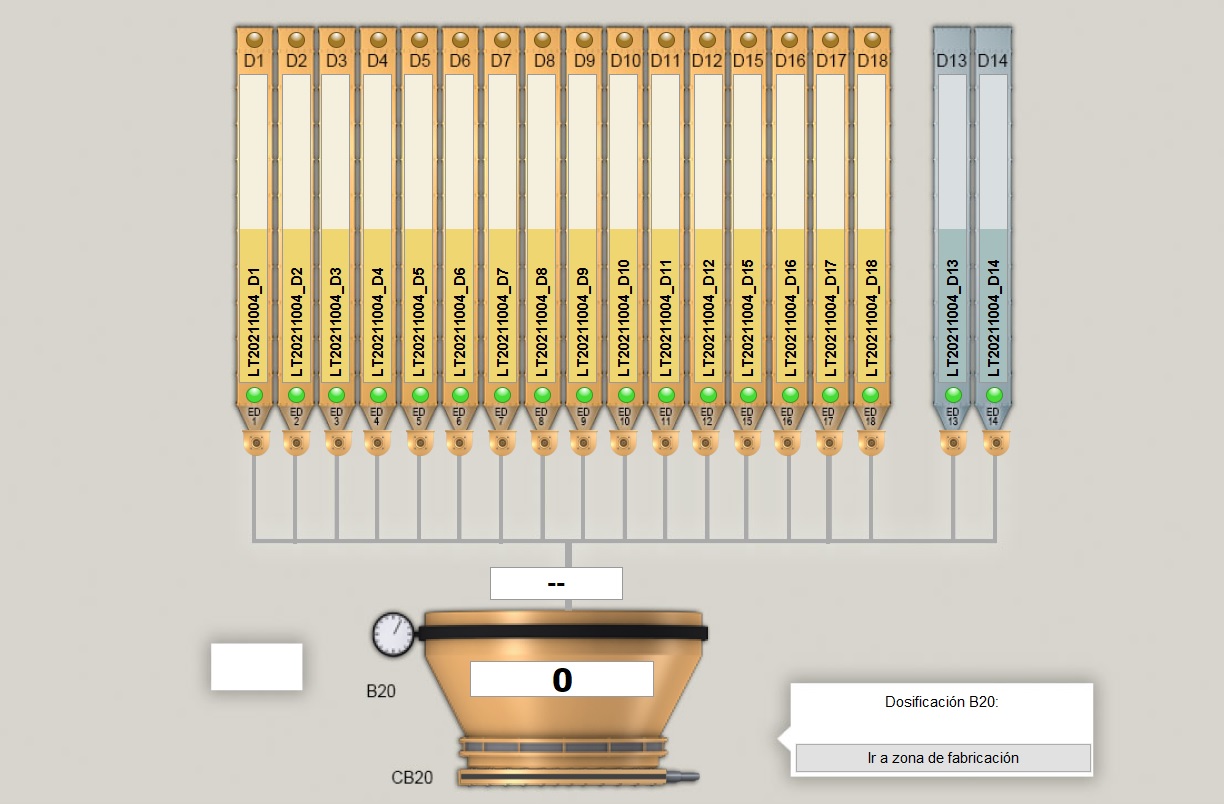 D1 D2 D3 D4 D5 D6 D7 D8 D9 D10 D11 D12 D15 D16 D17 D18 D13 D14
LT20211004_D1
LT20211004_D2
LT20211004_D3
LT20211004_D4
LT20211004_D5
LT20211004_D6
LT20211004_D7
LT20211004_D8
LT20211004_D9
LT20211004_D10
LT20211004_D11
LT20211004_D12
LT20211004_D15
LT20211004_D16
LT20211004_D17
LT20211004_D18
LT20211004_D13
LT20211004_D14
ED ED ED ED ED ED ED ED ED ED ED ED ED ED ED ED ED ED
1 2 3 4 5 6 7 8 9 10 11 12 15 16 17 18 13 14
--
0
B20
Dosificación B20:
Ir a zona de fabricación
CB20